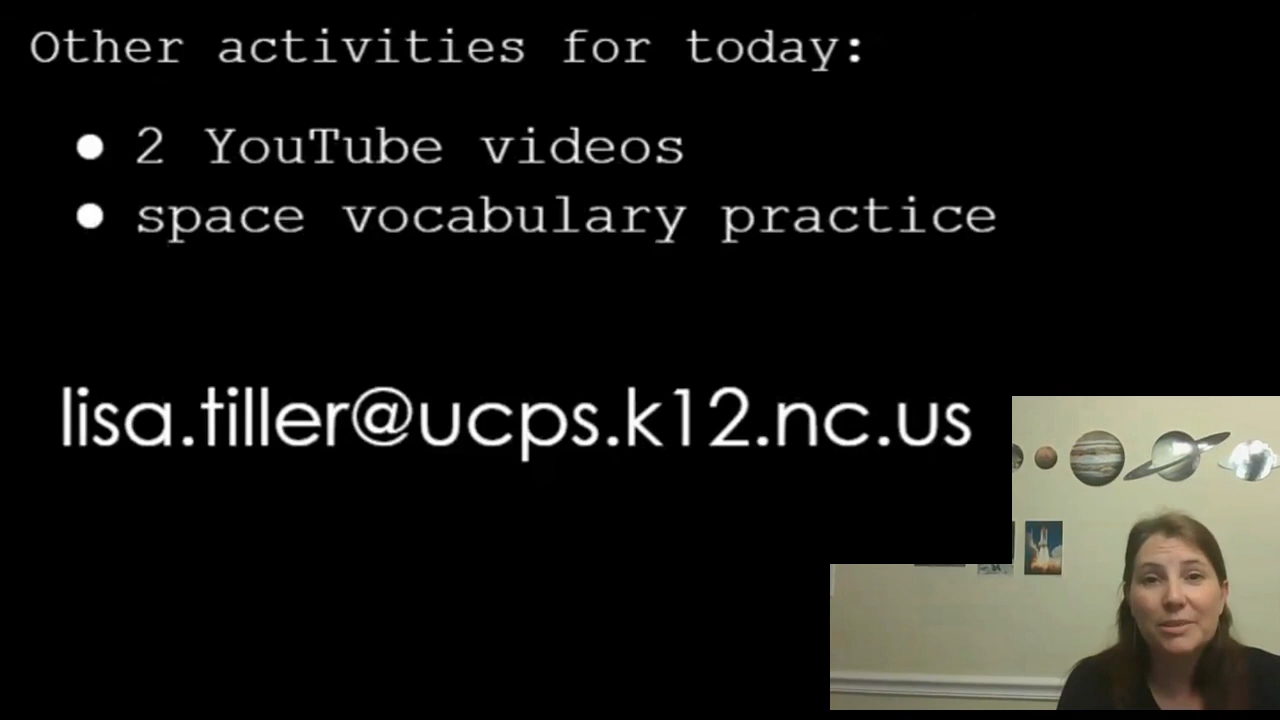 Other activities for today:
● 2 YouTube videos
● space vocabulary practice
lisa.tiller@ucps.k12.nc.us